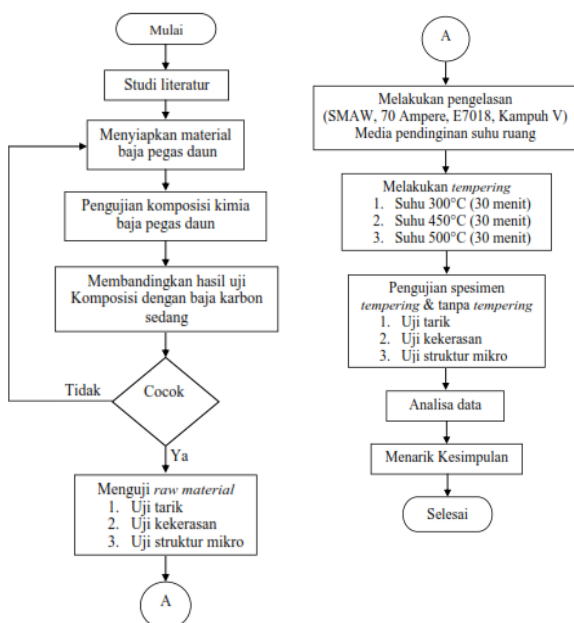 Mulai
Studi literatur
Menyiapkan material
baja pegas daun
Pengujian komposisi kimia
baja pegas daun
Membandingkan hasil uji
Komposisi dengan baja karbon
sedang
Tidak
Cocok
Ya
Menguji raw material
1. Uji tarik
2. Uji kekerasan
3. Uji struktur mikro
A
A
Melakukan pengelasan
(SMAW, 70 Ampere, E7018, Kampuh V)
Media pendinginan suhu ruang
Melakukan tempering
1. Suhu 300°C (30 menit)
2. Suhu 450°C (30 menit)
3. Suhu 500°C (30 menit)
Pengujian spesimen
tempering & tanpa tempering
1. Uji tarik
2. Uji kekerasan
3. Uji struktur mikro
Analisa data
Menarik Kesimpulan
Selesai